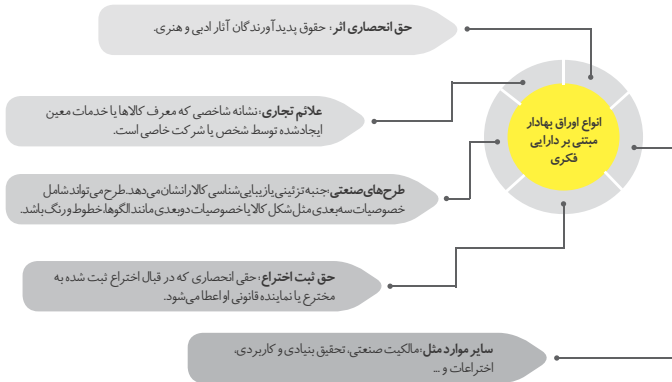 حق انحصاری اثر: حقوق پدیدآورندگان آثار ادبی و هنری.
انواع اوراق بهادار
مبتنی بر دارایی
فکری
علائم تجاری: نشانه شاخصی که معرف کالاها یا خدمات معین
ایجادشده توسط شخص یا شرکت خاصی است.
طرح‌های صنعتی: جنبه تزئینی یا زیبایی‌شناسی کالا را نشان می‌دهد. طرح می‌تواند شامل
خصوصیات سه‌بعدی مثل شکل کالا یا خصوصیات دوبعدی مانند الگوها، خطوط و رنگ باشد.
حق ثبت اختراع: حقی انحصاری که در قبال اختراع ثبت شده به
مخترع یا نماینده قانونی او اعطا می‌شود.
سایر موارد مثل: مالکیت صنعتی، تحقیق بنیادی و کاربردی،
اختراعات و ...